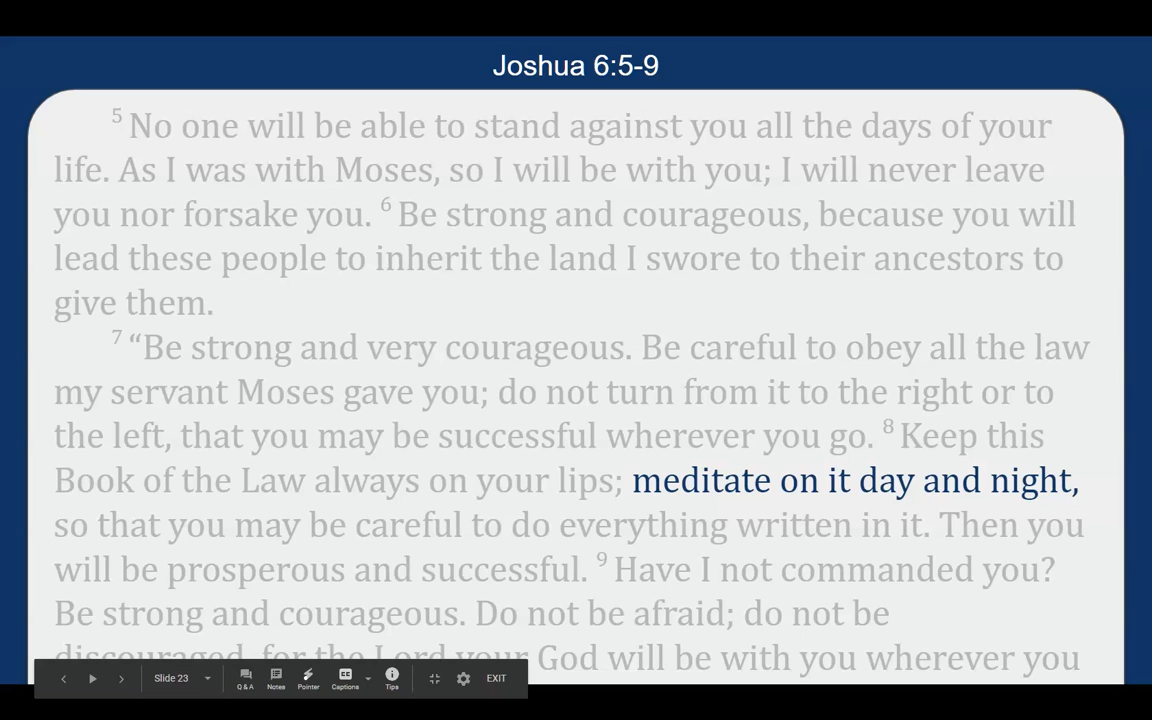 Joshua 6:5-9
5 No one will be able to stand against you all the days of your
life. As I was with Moses, so I will be with you; I will never leave
you nor forsake you. 6 Be strong and courageous, because you will
lead these people to inherit the land I swore to their ancestors to
give them.
7 “Be strong and very courageous. Be careful to obey all the law
my servant Moses gave you; do not turn from it to the right or to
the left, that you may be successful wherever you go. 8 Keep this
Book of the Law always on your lips; meditate on it day and night,
so that you may be careful to do everything written in it. Then you
will be prosperous and successful. 9 Have I not commanded you?
Be strong and courageous. Do not be afraid; do not be
discouraged, for the Lord your God will be with you wherever you
Slide 23 Q & A Notes Pointer Captions Tips EXIT